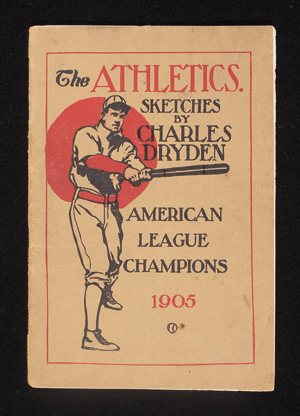 The ATHLETICS.
SKETCHES
BY
CHARLES
DRYDEN
AMERICAN
LEAGUE
CHAMPIONS
1905